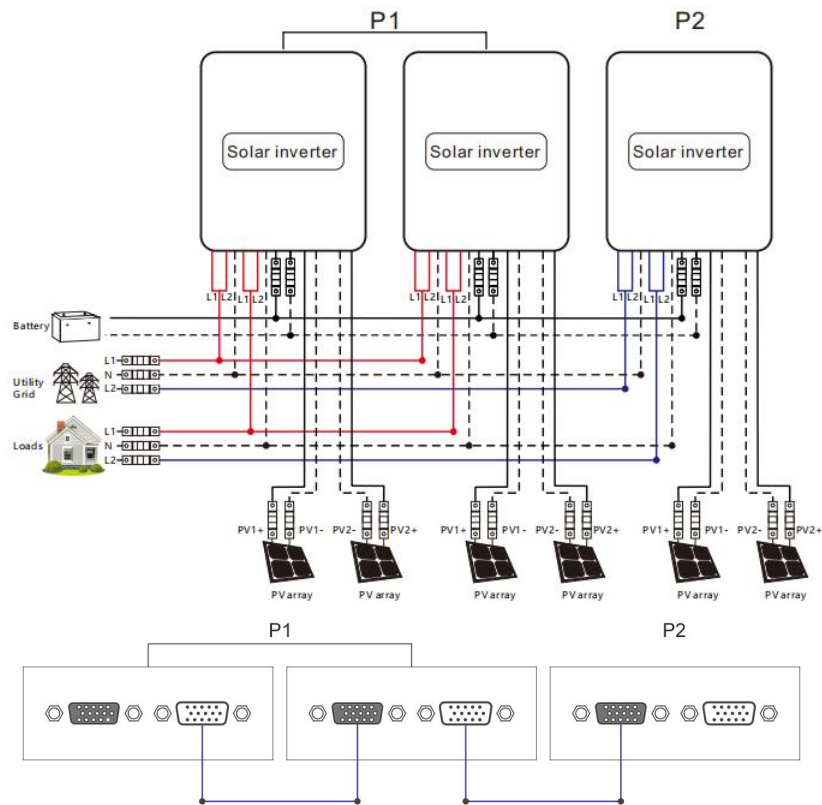 P1 P2
Solar inverter Solar inverter Solar inverter
L1 L2 L1 L2 L1 L2 L1 L2 L1 L2 L1 L2
Battery
L1
N
Utility
Grid
L2
L1
Loads N
L2
PV1+ PV1- PV2- PV2+ PV1+ PV1- PV2- PV2+ PV1+ PV1- PV2- PV2+
PV array PV array PV array PV array PV array PV array
P1 P2